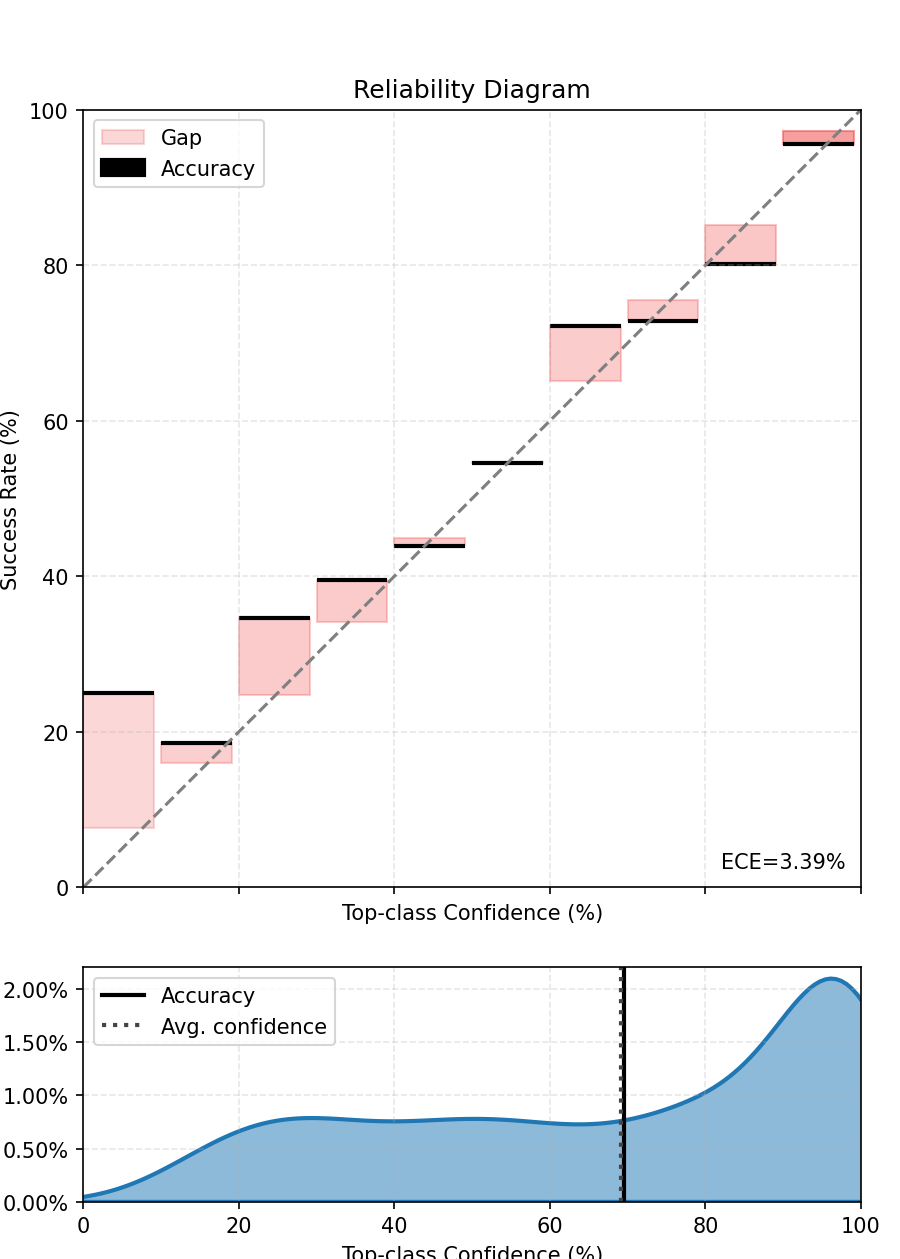 Reliability Diagram
100
Gap
Accuracy
80
60
Success Rate (%)
40
20
ECE=3.39%
0
Top-class Confidence (%)
Accuracy
Avg. confidence
2.00%
1.50%
1.00%
0.50%
0.00%
0 20 40 60 80 100
Top-class Confidence (%)